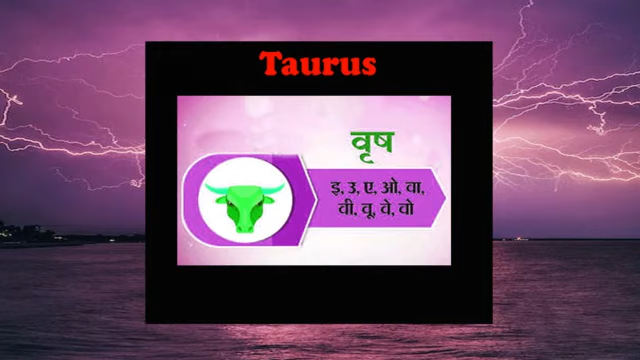 Taurus
वृष
इ, उ, ए, ओ, वा,
वी, वू, वे, वो